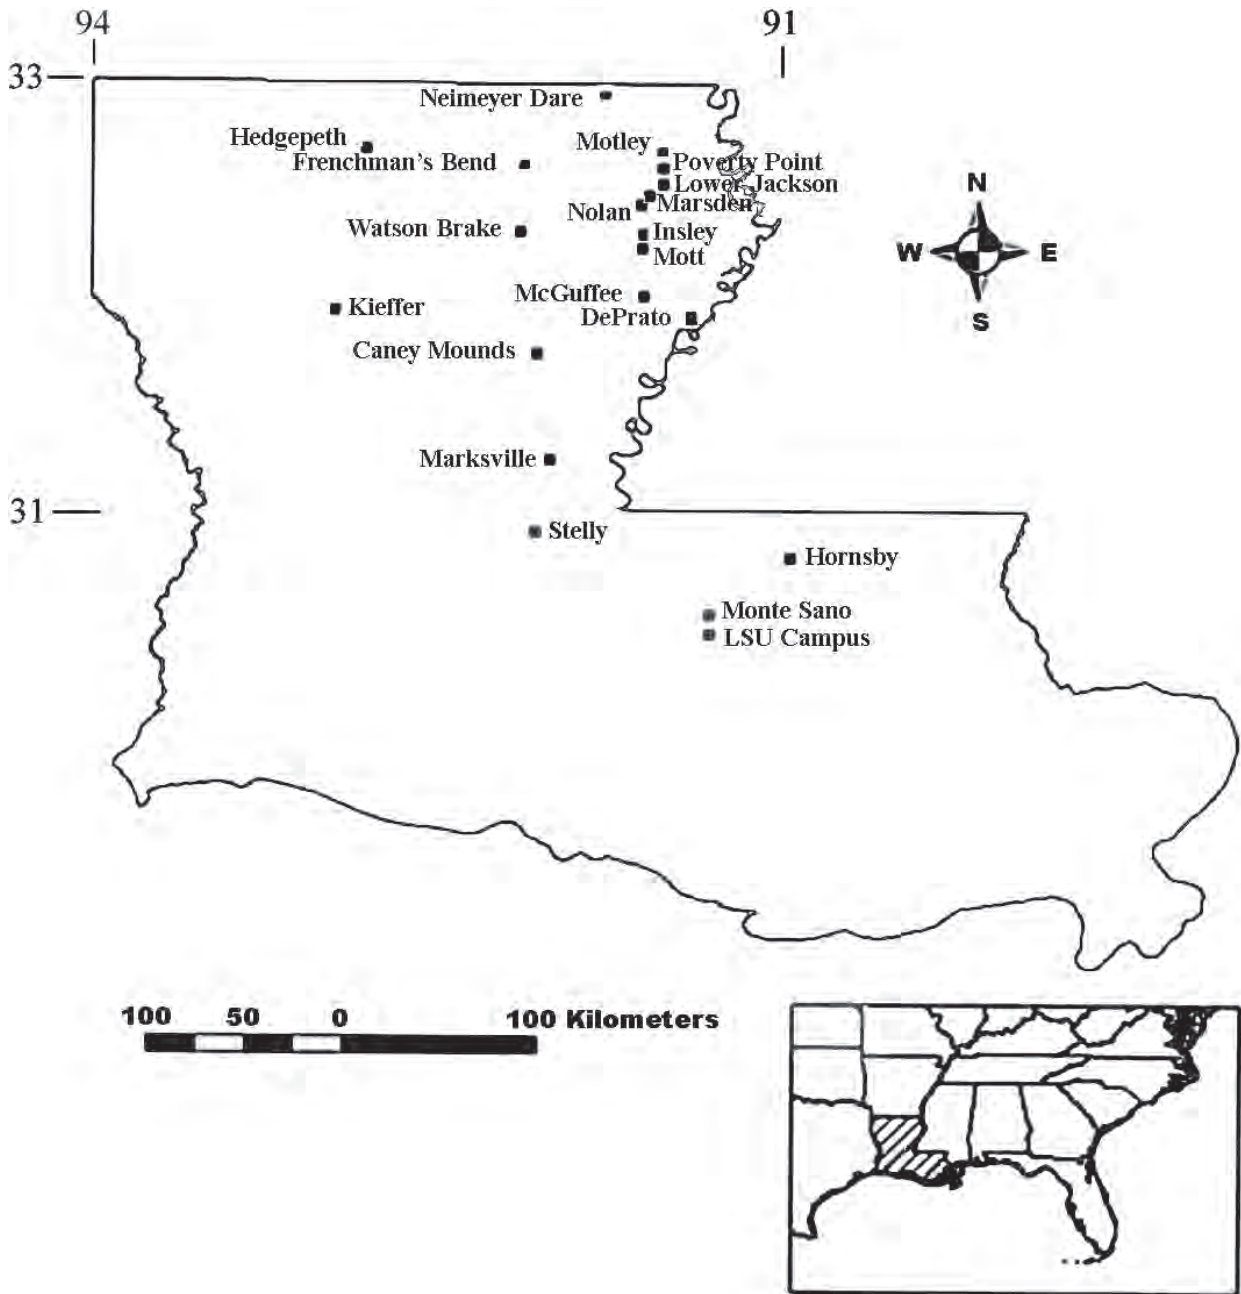 94
91
33
Neimeyer Dare
Hedgepeth
Motley
Frenchman's Bend
Poverty Point
Lower Jackson
Marsden
Nolan
N
Watson Brake
Insley
W
E
Mott
McGuffee
Kieffer
DePrato
S
Caney Mounds
Marksville
31
Stelly
Hornsby
Monte Sano
LSU Campus
100 50 0 100 Kilometers